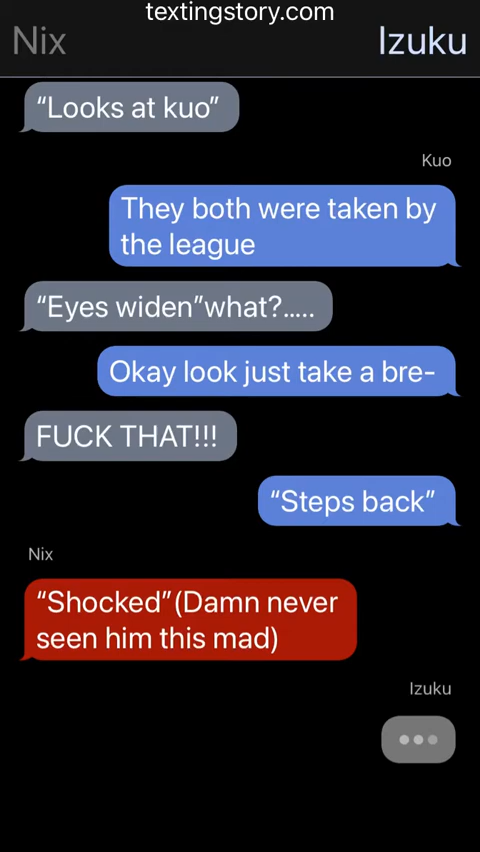 textingstory.com
Nix
Izuku
“Looks at kuo”
Kuo
They both were taken by
the league
“Eyes widen”what?.....
Okay look just take a bre-
FUCK THAT!!!
“Steps back”
Nix
“Shocked”(Damn never
seen him this mad)
Izuku